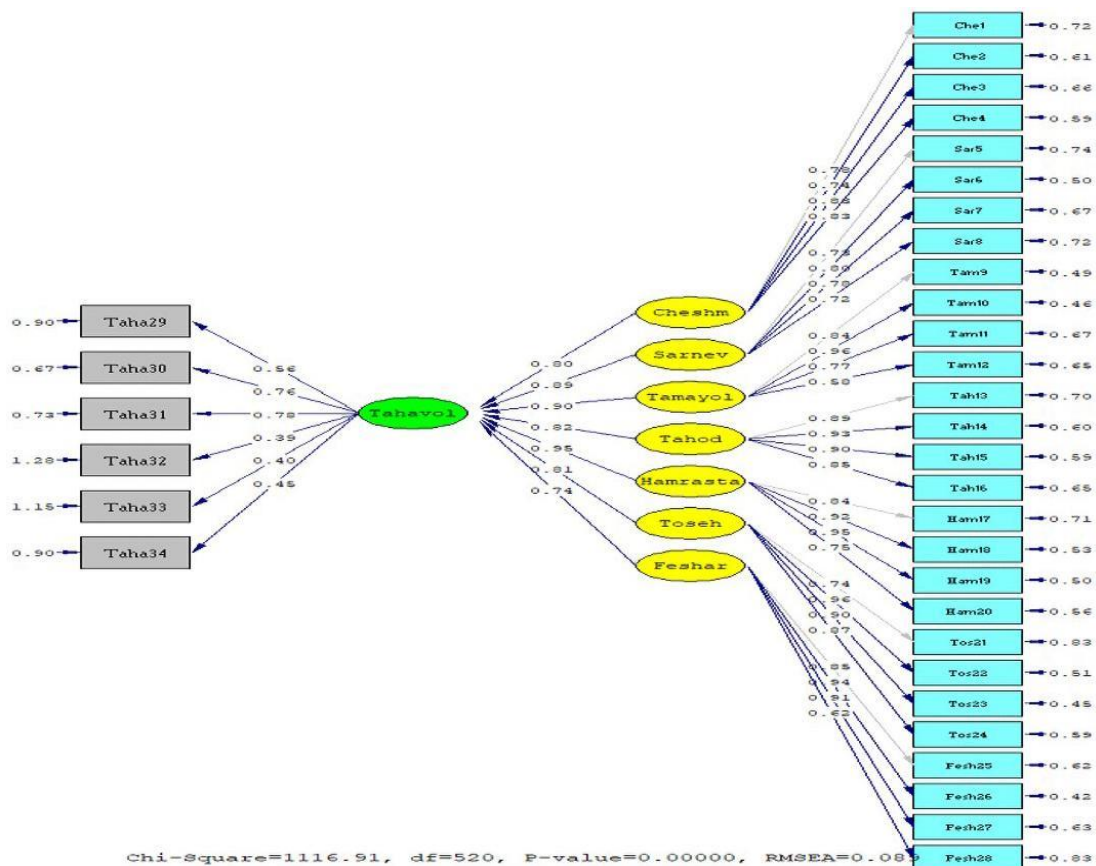 Che1 0.72
Che2 0.61
Che3 0.66
Che4 0.59
Sar5 0.74
Sar6 0.50
Sar7 0.67
Sar8 0.72
Tam9 0.49
Tam10 0.46
Tam11 0.67
Tam12 0.65
Tah13 0.70
Tah14 0.60
Tah15 0.59
Tah16 0.65
Ham17 0.71
Ham18 0.53
Ham19 0.50
Ham20 0.56
Tos21 0.83
Tos22 0.51
Tos23 0.45
Tos24 0.59
Fesh25 0.62
Fesh26 0.42
Fesh27 0.63
Fesh28 0.83
0.74
0.83
0.72
0.84
0.96
0.77
0.58
0.89
0.93
0.90
0.85
0.84
0.92
0.95
0.75
0.74
0.96
0.90
0.87
0.85
0.94
0.91
0.62
Cheshm
Sarnev
Tamayol
Tahod
Hamrasta
Toseh
Feshar
0.80
0.89
0.90
0.82
0.95
0.81
0.74
Tahavol
0.56
0.76
0.78
0.39
0.40
0.45
0.90 Taha29
0.67 Taha30
0.73 Taha31
1.28 Taha32
1.15 Taha33
0.90 Taha34
Chi-Square=1116.91, df=520, P-value=0.00000,